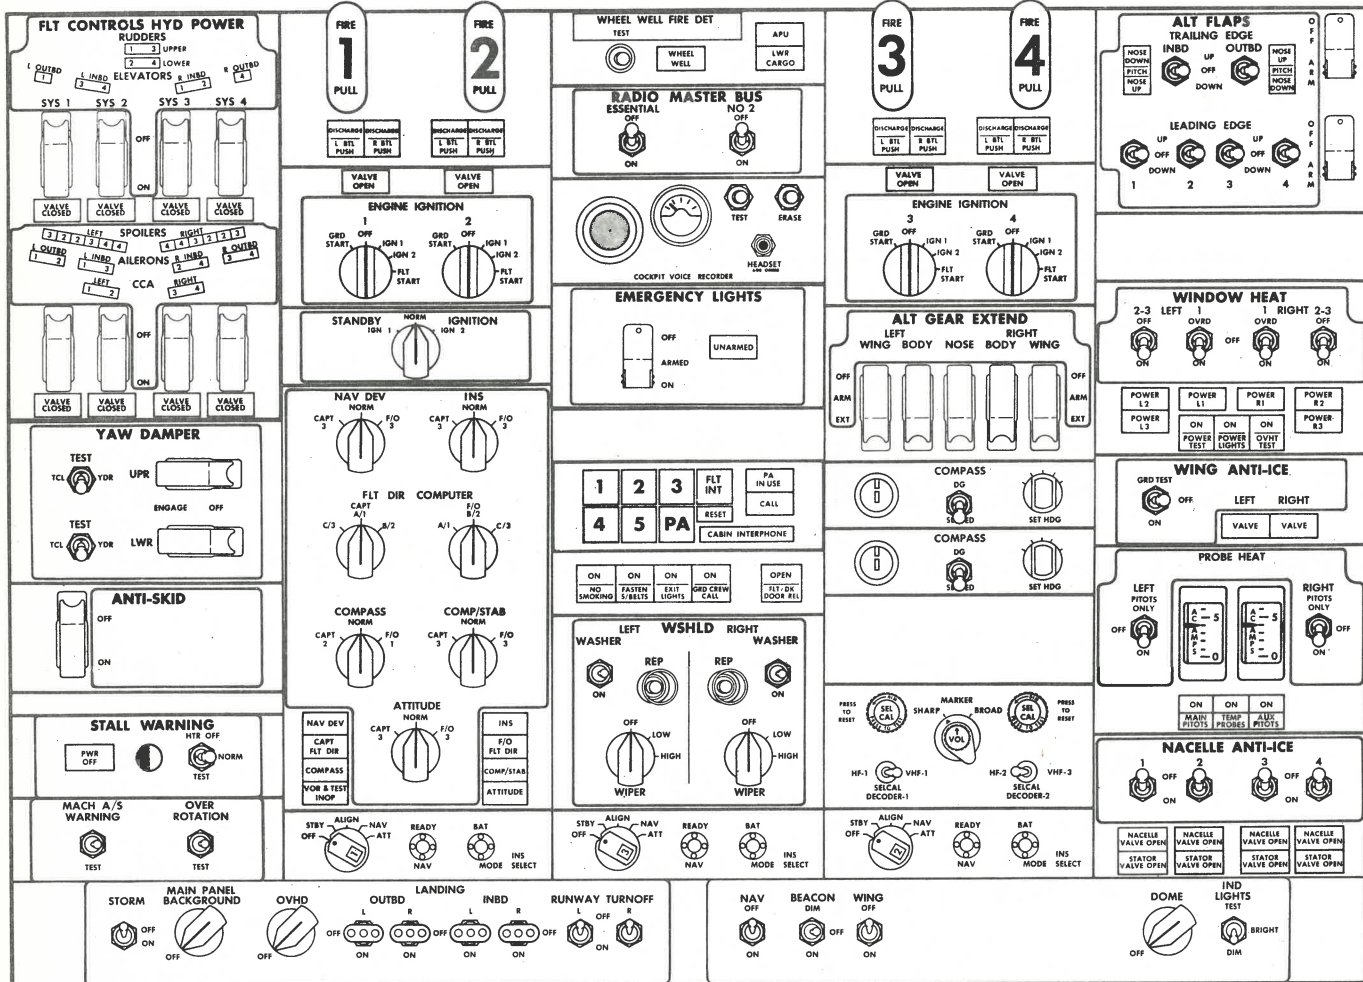 FLT CONTROLS HYD POWER
RUDDERS
1 3 UPPER
2 4 LOWER
ELEVATORS
L OUTBD
1
L INBD
3 4
R INBD
1 2
R OUTBD
4
SYS 1 SYS 2 SYS 3 SYS 4
OFF
ON
VALVE CLOSED
VALVE CLOSED
VALVE CLOSED
VALVE CLOSED
SPOILERS
LEFT
3 2 2 3 4 4
RIGHT
4 4 3 2 2 3
AILERONS
L OUTBD
1 2
L INBD
1 3
R INBD
2 4
R OUTBD
3 4
CCA
LEFT
1 2
RIGHT
3 4
OFF
ON
VALVE CLOSED
VALVE CLOSED
VALVE CLOSED
VALVE CLOSED
YAW DAMPER
TEST
TCL YDR UPR
ENGAGE OFF
TEST
TCL YDR LWR
ANTI-SKID
OFF
ON
STALL WARNING
PWR
OFF
HTR OFF
NORM
TEST
MACH A/S
WARNING
TEST
OVER
ROTATION
TEST
FIRE
1
PULL
FIRE
2
PULL
DISCHARGE
L BTL
PUSH
DISCHARGE
R BTL
PUSH
DISCHARGE
L BTL
PUSH
DISCHARGE
R BTL
PUSH
VALVE
OPEN
VALVE
OPEN
ENGINE IGNITION
1 2
OFF OFF
GRD
START
IGN 1
IGN 2
FLT
START
GRD
START
IGN 1
IGN 2
FLT
START
STANDBY NORM IGNITION
IGN 1 IGN 2
NAV DEV
NORM
CAPT
3
F/O
3
INS
NORM
CAPT
3
F/O
3
FLT DIR COMPUTER
CAPT
A/1
C/3 B/2
F/O
B/2
A/1 C/3
COMPASS
NORM
CAPT
2
F/O
1
COMP/STAB
NORM
CAPT
3
F/O
3
ATTITUDE
NORM
CAPT
3
F/O
3
NAV DEV
CAPT
FLT DIR
COMPASS
VOR & TEST
INOP
INS
F/O
FLT DIR
COMP/STAB
ATTITUDE
STBY ALIGN NAV
OFF ATT
1
READY
NAV
BAT
MODE INS
SELECT
WHEEL WELL FIRE DET
TEST
WHEEL
WELL
APU
LWR
CARGO
RADIO MASTER BUS
ESSENTIAL
OFF
ON
NO 2
OFF
ON
TEST
ERASE
HEADSET
COCKPIT VOICE RECORDER
EMERGENCY LIGHTS
OFF
ARMED
ON
UNARMED
1 2 3
FLT
INT
PA
IN USE
CALL
RESET
4 5 PA
CABIN INTERPHONE
ON
NO
SMOKING
ON
FASTEN
S/BELTS
ON
EXIT
LIGHTS
ON
GRD CREW
CALL
OPEN
FLT/DK
DOOR REL
LEFT WSHLD RIGHT
WASHER WASHER
ON
REP
REP
ON
OFF
LOW
HIGH
WIPER
OFF
LOW
HIGH
WIPER
STBY ALIGN NAV
OFF ATT
3
READY
NAV
BAT
MODE INS
SELECT
FIRE
3
PULL
FIRE
4
PULL
DISCHARGE
L BTL
PUSH
DISCHARGE
R BTL
PUSH
DISCHARGE
L BTL
PUSH
DISCHARGE
R BTL
PUSH
VALVE
OPEN
VALVE
OPEN
ENGINE IGNITION
3 4
OFF OFF
GRD
START
IGN 1
IGN 2
FLT
START
GRD
START
IGN 1
IGN 2
FLT
START
ALT GEAR EXTEND
LEFT RIGHT
WING BODY NOSE BODY WING
OFF
ARM
EXT
OFF
ARM
EXT
COMPASS
DG
SET HDG
COMPASS
DG
SET HDG
PRESS
TO
RESET
SEL
CAL
MARKER
SHARP BROAD
VOL
SEL
CAL
PRESS
TO
RESET
HF-1 VHF-1
SELCAL
DECODER-1
HF-2 VHF-3
SELCAL
DECODER-2
STBY ALIGN NAV
OFF ATT
2
READY
NAV
BAT
MODE INS
SELECT
ALT FLAPS
TRAILING EDGE
INBD OUTBD
NOSE
DOWN
PITCH
NOSE
UP
UP
OFF
DOWN
NOSE
UP
PITCH
NOSE
DOWN
OFF
ARM
LEADING EDGE
UP UP
OFF OFF
DOWN DOWN
1 2 3 4
OFF
ARM
WINDOW HEAT
2-3 LEFT 1 1 RIGHT 2-3
OFF OVRD OVRD OFF
OFF
ON ON ON ON
POWER
L2
POWER
L1
POWER
R1
POWER
R2
POWER
L3
ON
POWER
TEST
ON
POWER
LIGHTS
ON
OVHT
TEST
POWER
R3
WING ANTI-ICE
GRD TEST
OFF
ON
LEFT RIGHT
VALVE VALVE
PROBE HEAT
LEFT
PITOTS
ONLY
OFF
ON
AC AMPS
5
0
AC AMPS
5
0
RIGHT
PITOTS
ONLY
OFF
ON
ON
MAIN
PITOTS
ON
TEMP
PROBES
ON
AUX
PITOTS
NACELLE ANTI-ICE
1 2 3 4
OFF OFF
ON ON
NACELLE
VALVE OPEN
NACELLE
VALVE OPEN
NACELLE
VALVE OPEN
NACELLE
VALVE OPEN
STATOR
VALVE OPEN
STATOR
VALVE OPEN
STATOR
VALVE OPEN
STATOR
VALVE OPEN
STORM
OFF
ON
MAIN PANEL
BACKGROUND
OFF
OVHD
OFF
LANDING
OUTBD INBD
L R L R
OFF OFF OFF
ON ON ON ON
RUNWAY TURNOFF
L OFF R
ON
NAV
OFF
ON
BEACON
DIM
OFF
ON
WING
OFF
ON
DOME
OFF
IND
LIGHTS
TEST
BRIGHT
DIM